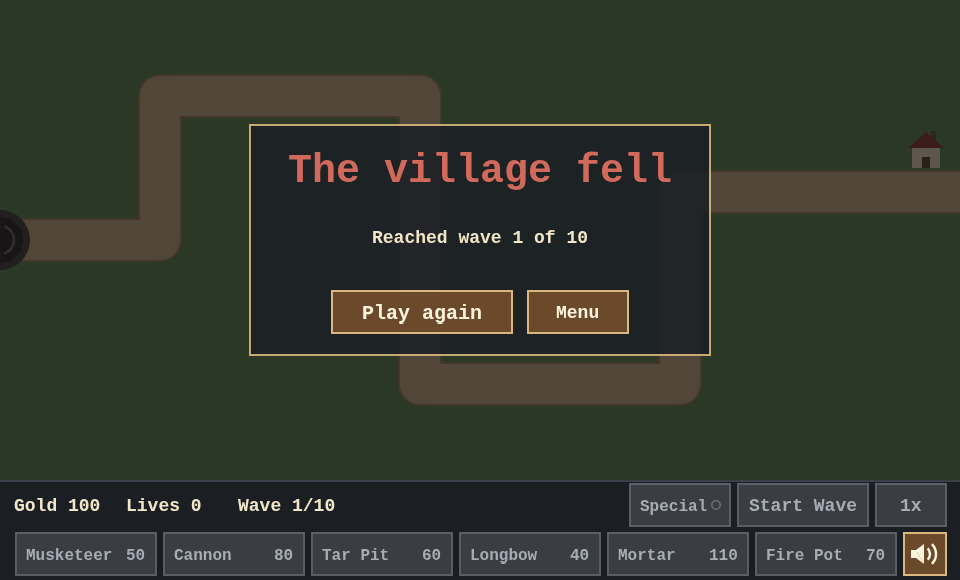 The village fell
Reached wave 1 of 10
Play again Menu
Gold 100 Lives 0 Wave 1/10 Special Start Wave 1x
Musketeer 50 Cannon 80 Tar Pit 60 Longbow 40 Mortar 110 Fire Pot 70